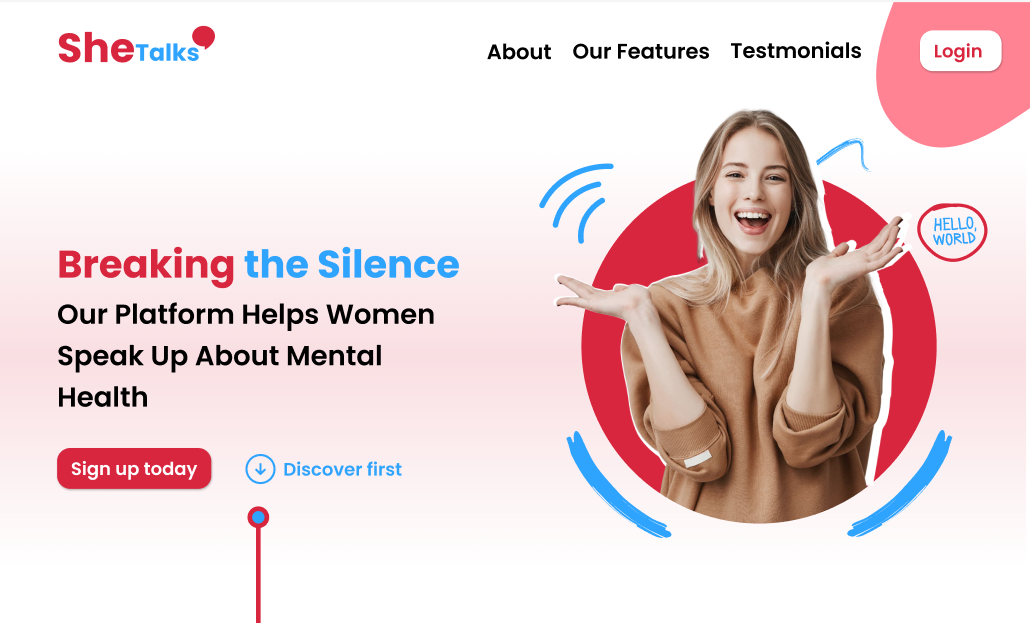 SheTalks
About Our Features Testmonials Login
HELLO,
WORLD
Breaking the Silence
Our Platform Helps Women
Speak Up About Mental
Health
Sign up today Discover first